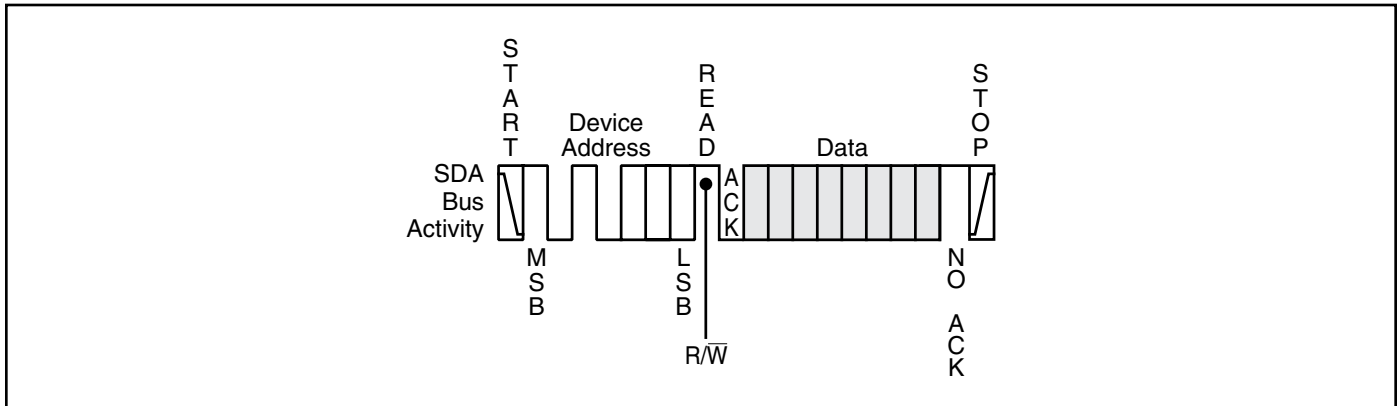 START
Device
Address
READ
Data
STOP
SDA
Bus
Activity
ACK
MSB
LSB
R/W̅
NO ACK